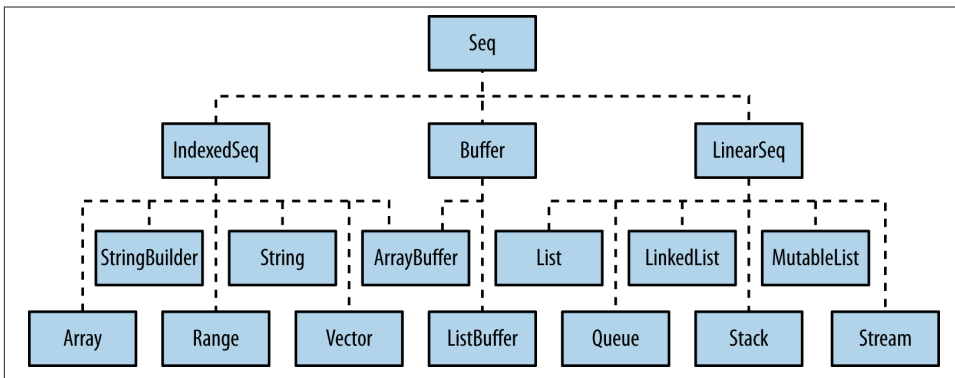 Seq
IndexedSeq
Buffer
LinearSeq
StringBuilder
String
ArrayBuffer
List
LinkedList
MutableList
Array
Range
Vector
ListBuffer
Queue
Stack
Stream